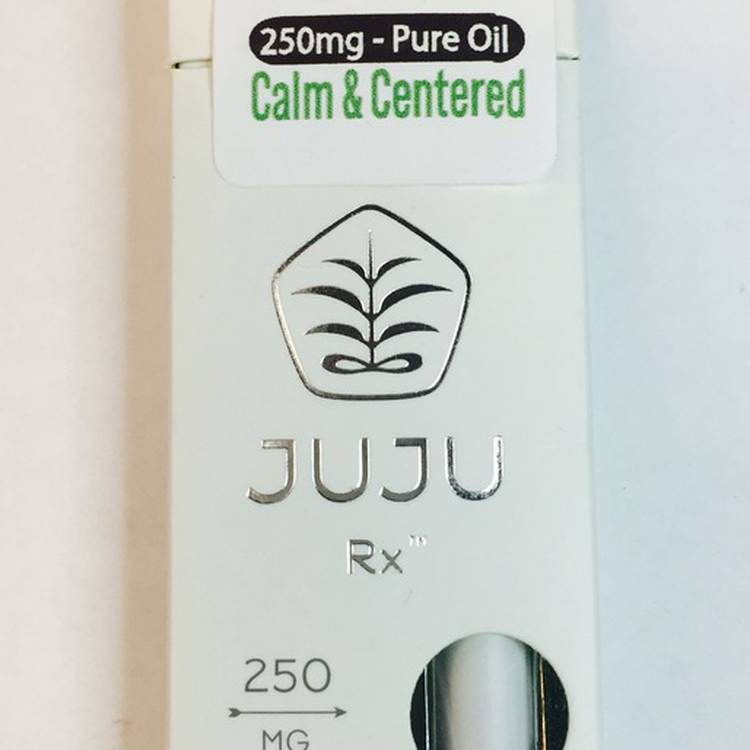 250mg - Pure Oil
Calm & Centered
JUJU
Rx™
250
MG